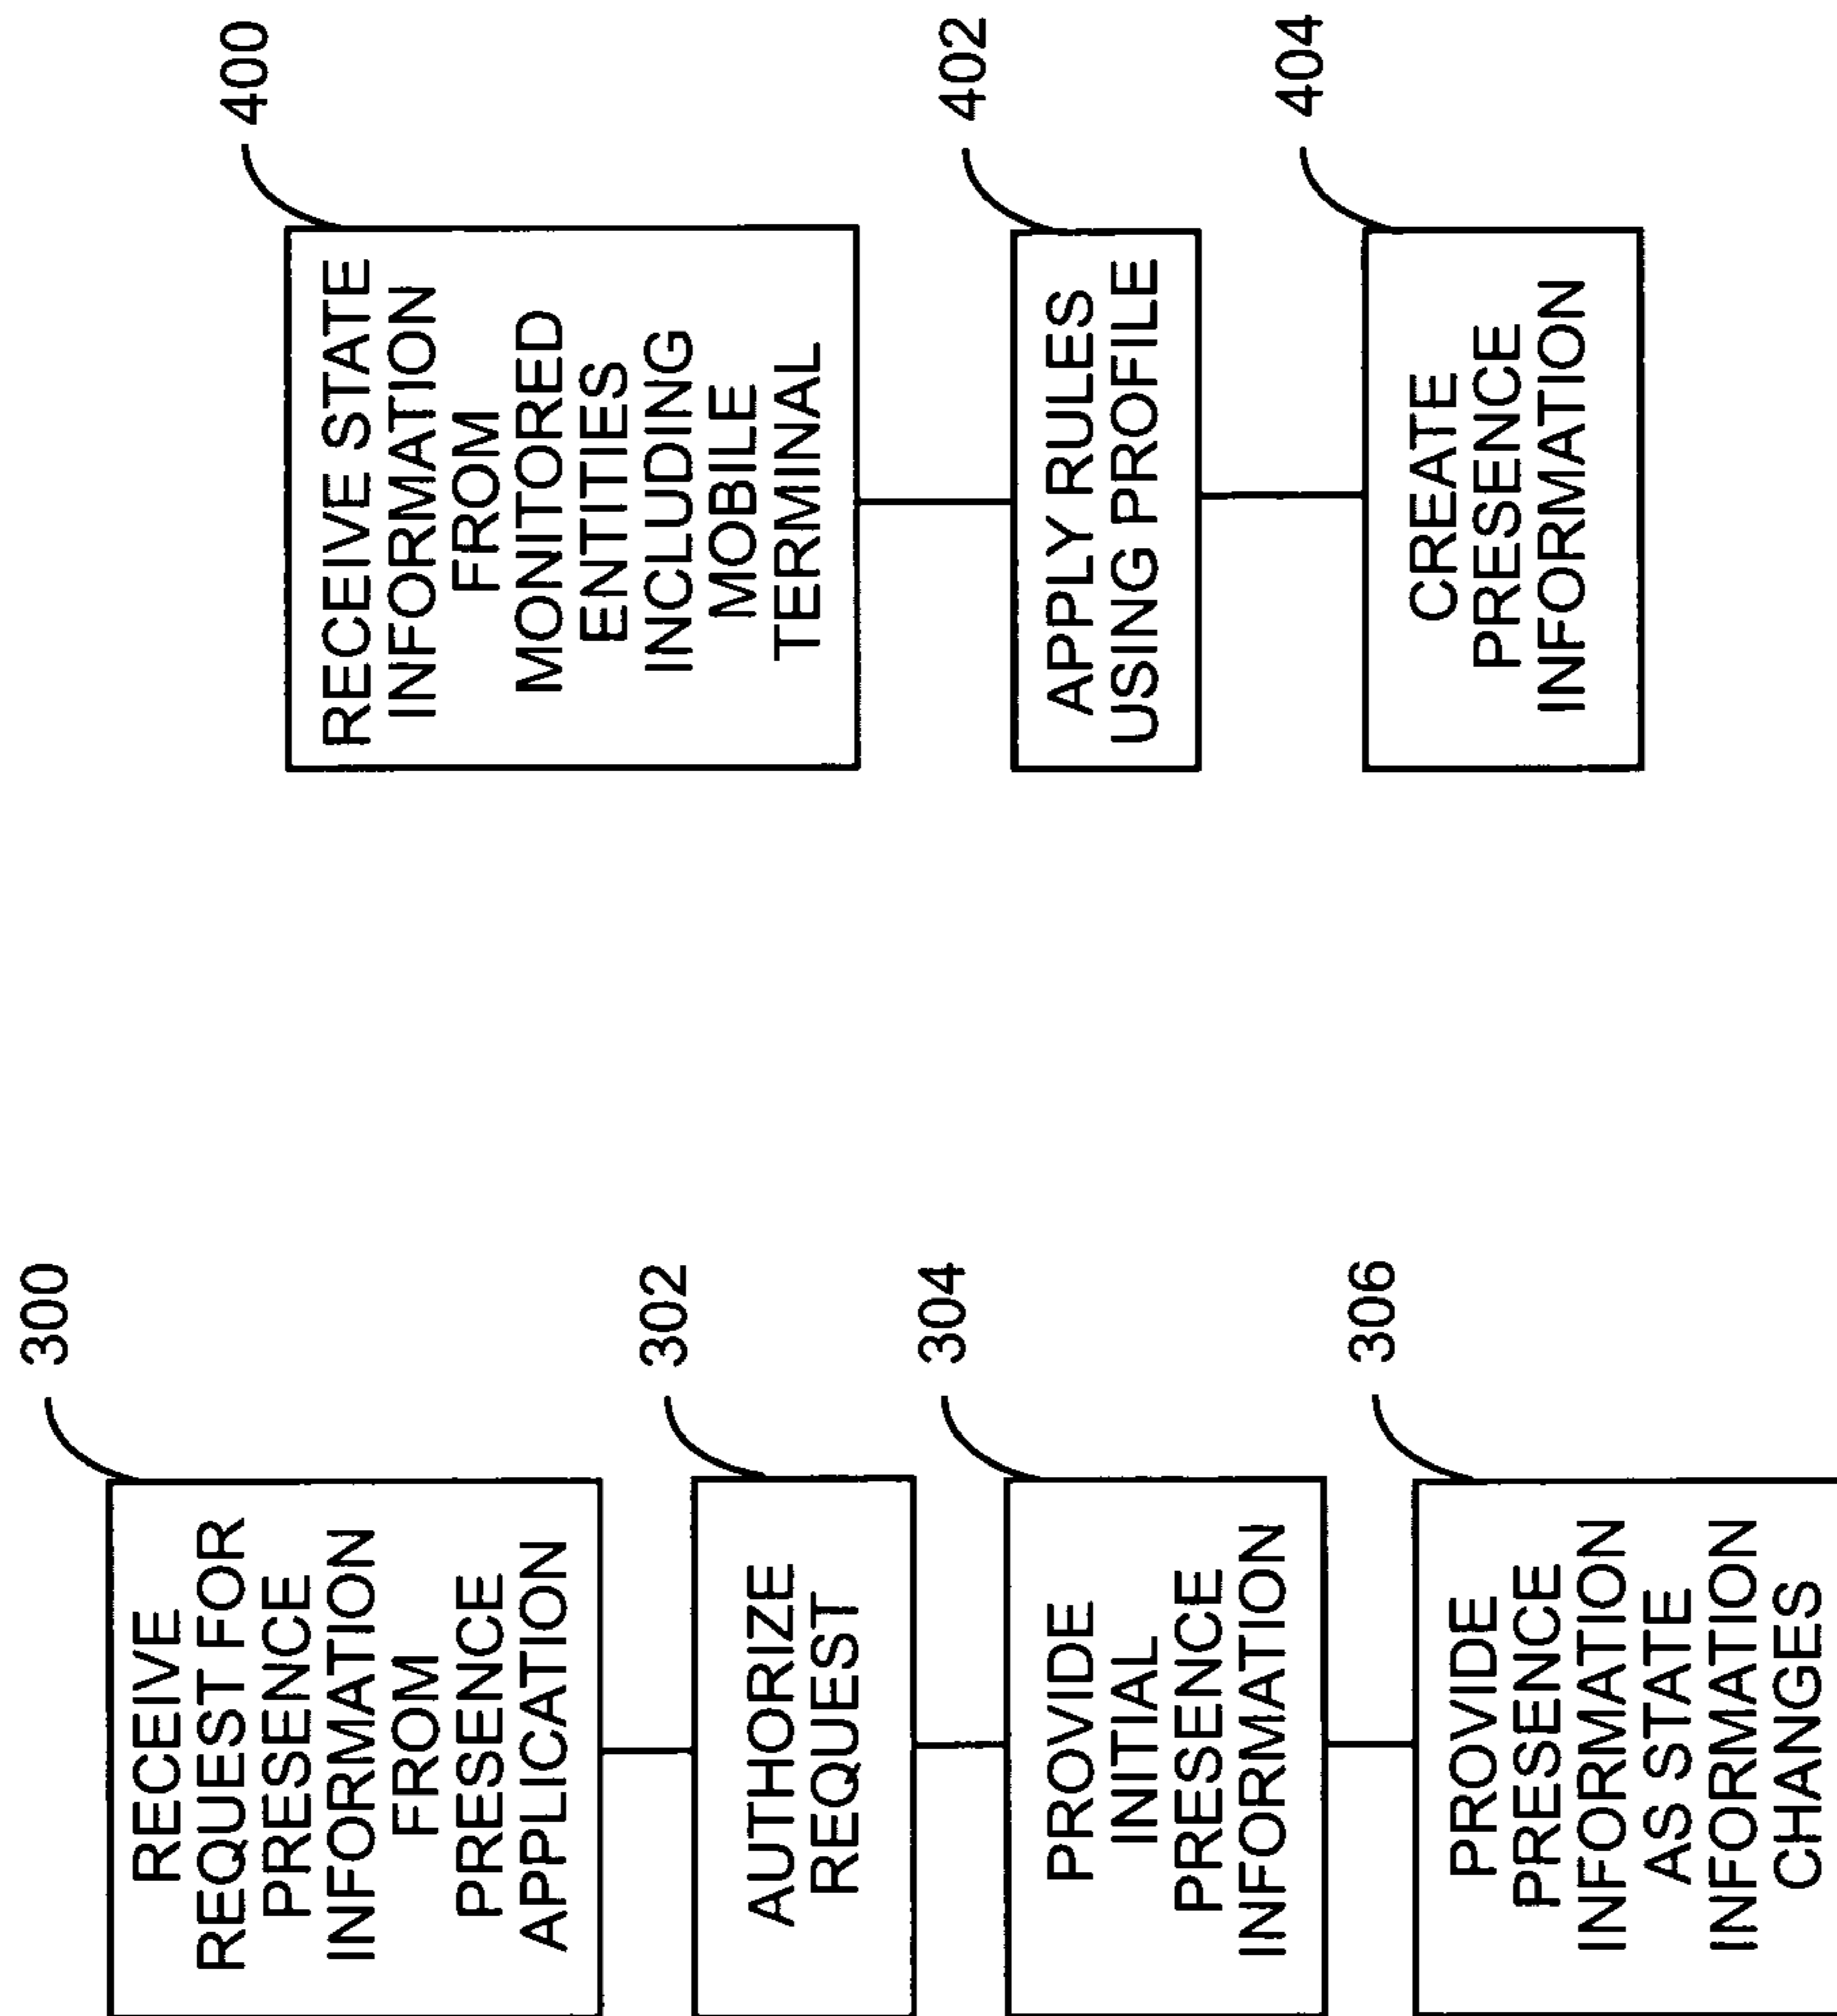 300
RECEIVE
REQUEST FOR
PRESENCE
INFORMATION
FROM
PRESENCE
APPLICATION
302
AUTHORIZE
REQUEST
304
PROVIDE
INITIAL
PRESENCE
INFORMATION
306
PROVIDE
PRESENCE
INFORMATION
AS STATE
INFORMATION
CHANGES
400
RECEIVE STATE
INFORMATION
FROM
MONITORED
ENTITIES
INCLUDING
MOBILE
TERMINAL
402
APPLY RULES
USING PROFILE
404
CREATE
PRESENCE
INFORMATION